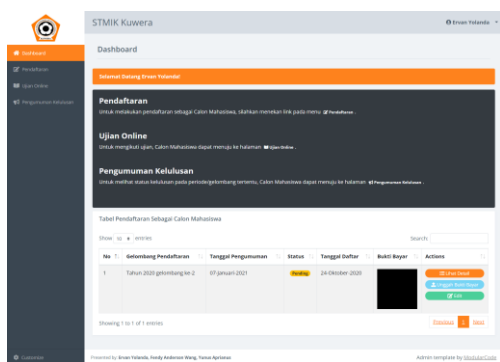 STMIK Kuwera
Ervan Yolanda
Dashboard
Dashboard
Pendaftaran
Ujian Online
Pengumuman Kelulusan
Selamat Datang Ervan Yolanda!
Pendaftaran
Untuk melakukan pendaftaran sebagai Calon Mahasiswa, silahkan menekan link pada menu Pendaftaran .
Ujian Online
Untuk mengikuti ujian, Calon Mahasiswa dapat menuju ke halaman Ujian Online .
Pengumuman Kelulusan
Untuk melihat status kelulusan pada periode/gelombang tertentu, Calon Mahasiswa dapat menuju ke halaman Pengumuman Kelulusan .
Tabel Pendaftaran Sebagai Calon Mahasiswa
Show 10 entries Search:
No Gelombang Pendaftaran Tanggal Pengumuman Status Tanggal Daftar Bukti Bayar Actions
1 Tahun 2020 gelombang ke-2 07-Januari-2021 Pending 24-Oktober-2020 Lihat Detail
Unggah Bukti Bayar
Edit
Showing 1 to 1 of 1 entries Previous 1 Next
Customize
Presented by Ervan Yolanda, Fendy Anderson Wang, Yunus Aprianus
Admin template by ModularCode